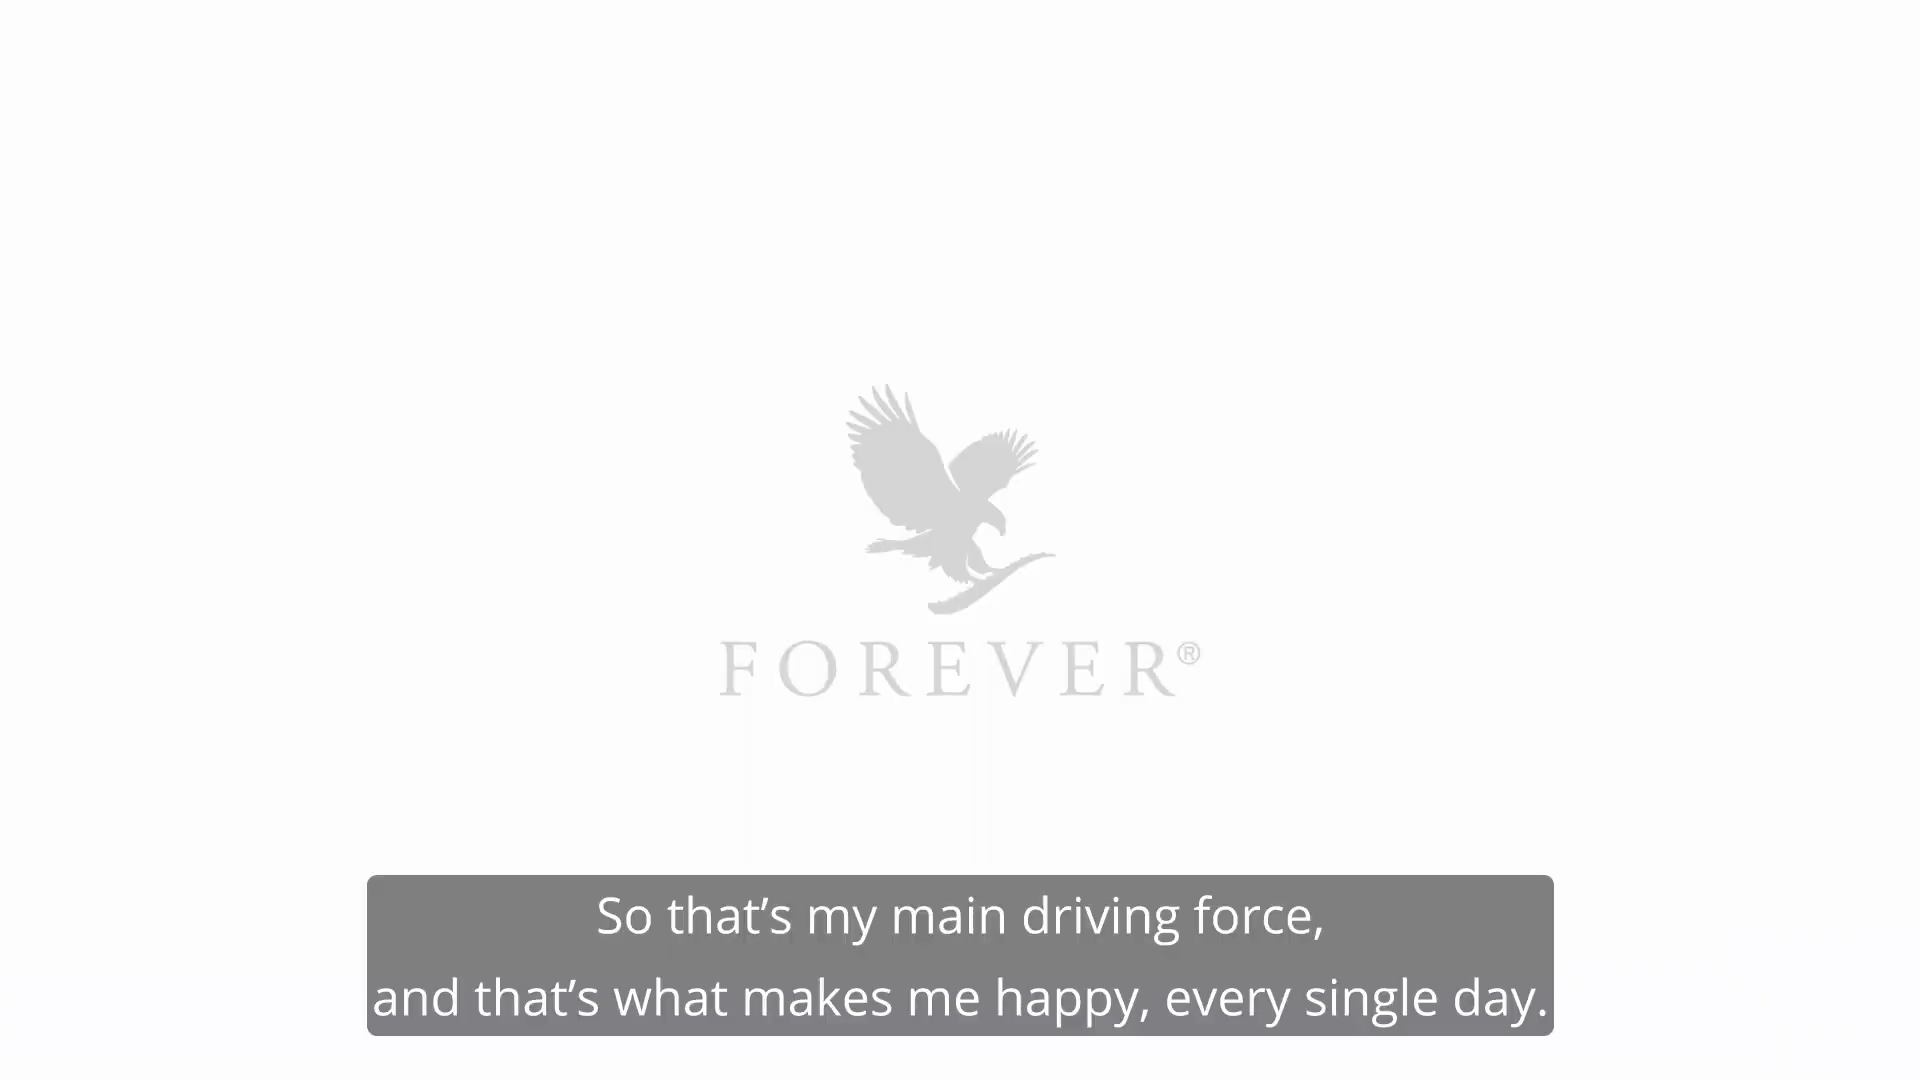 FOREVER®
So that’s my main driving force,
and that’s what makes me happy, every single day.